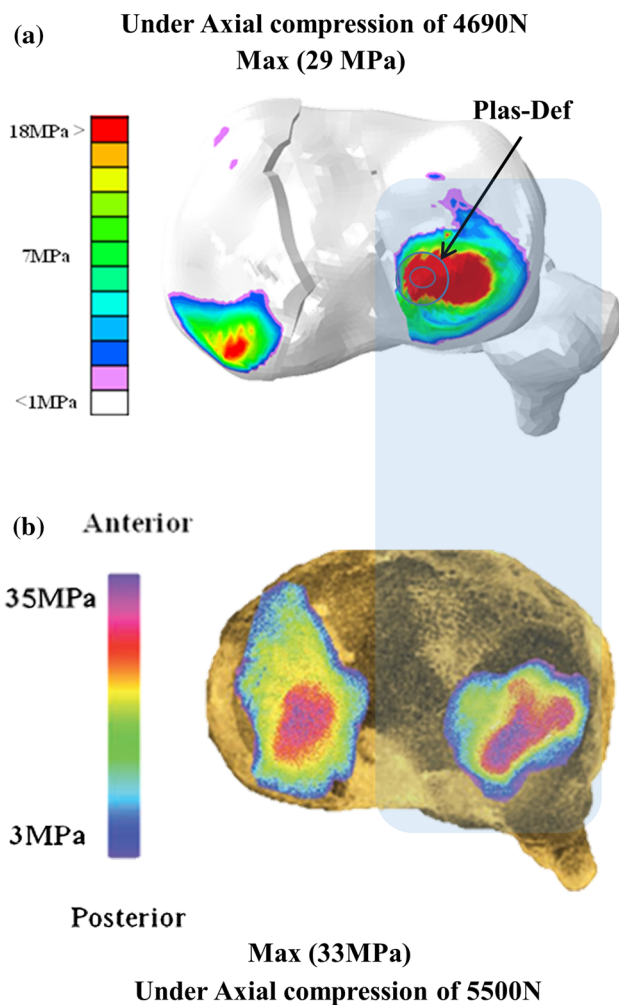 (a)
Under Axial compression of 4690N
Max (29 MPa)
Plas-Def
18MPa >
7MPa
<1MPa
(b)
Anterior
35MPa
3MPa
Posterior
Max (33MPa)
Under Axial compression of 5500N